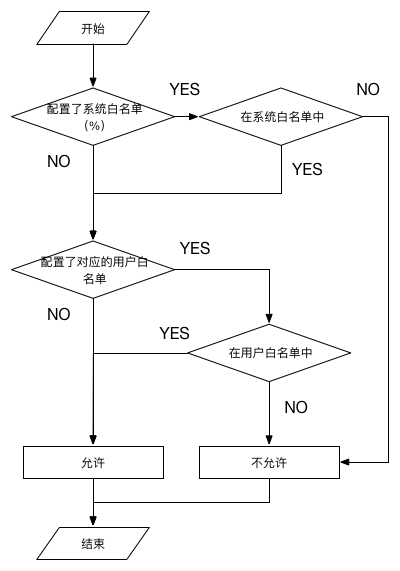 开始
YES
NO
配置了系统白名单
(%)
在系统白名单中
NO
YES
YES
配置了对应的用户白
名单
NO
YES
在用户白名单中
NO
允许
不允许
结束